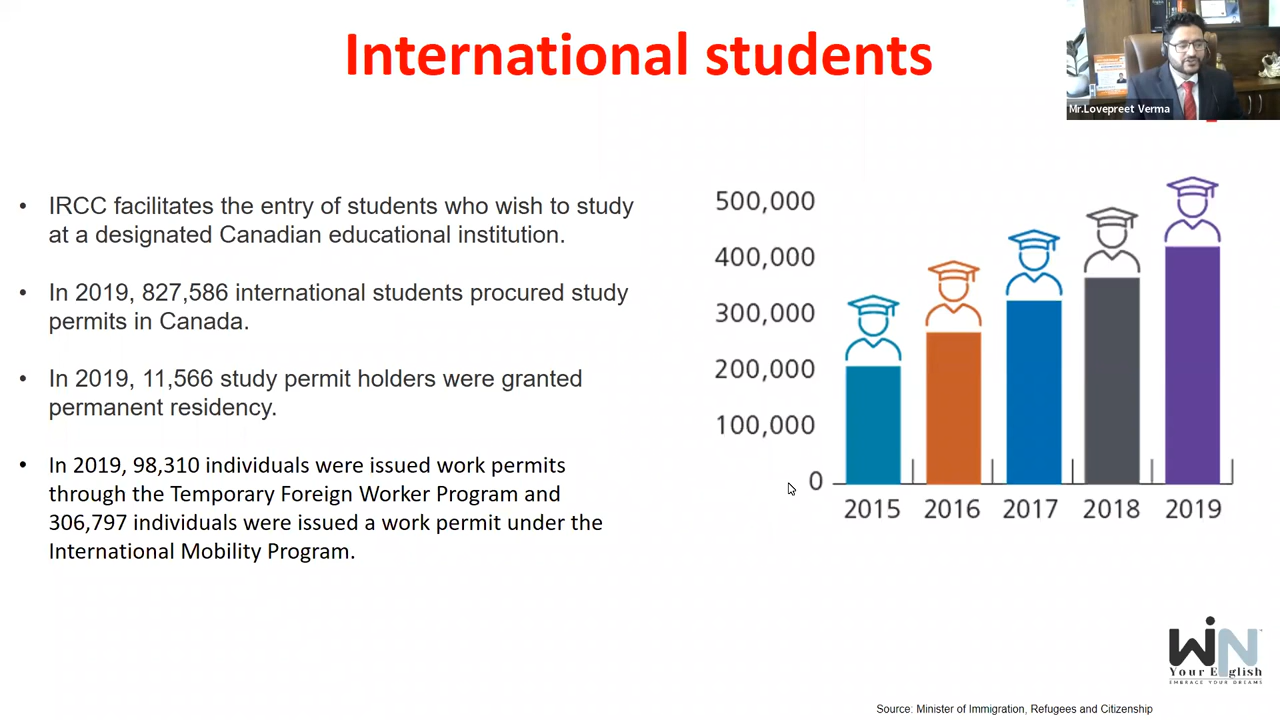 International students
Mr.Lovepreet Verma
• IRCC facilitates the entry of students who wish to study
at a designated Canadian educational institution.
• In 2019, 827,586 international students procured study
permits in Canada.
• In 2019, 11,566 study permit holders were granted
permanent residency.
• In 2019, 98,310 individuals were issued work permits
through the Temporary Foreign Worker Program and
306,797 individuals were issued a work permit under the
International Mobility Program.
500,000
400,000
300,000
200,000
100,000
0
2015 2016 2017 2018 2019
WiN
Your English
EMBRACE YOUR DREAMS
Source: Minister of Immigration, Refugees and Citizenship